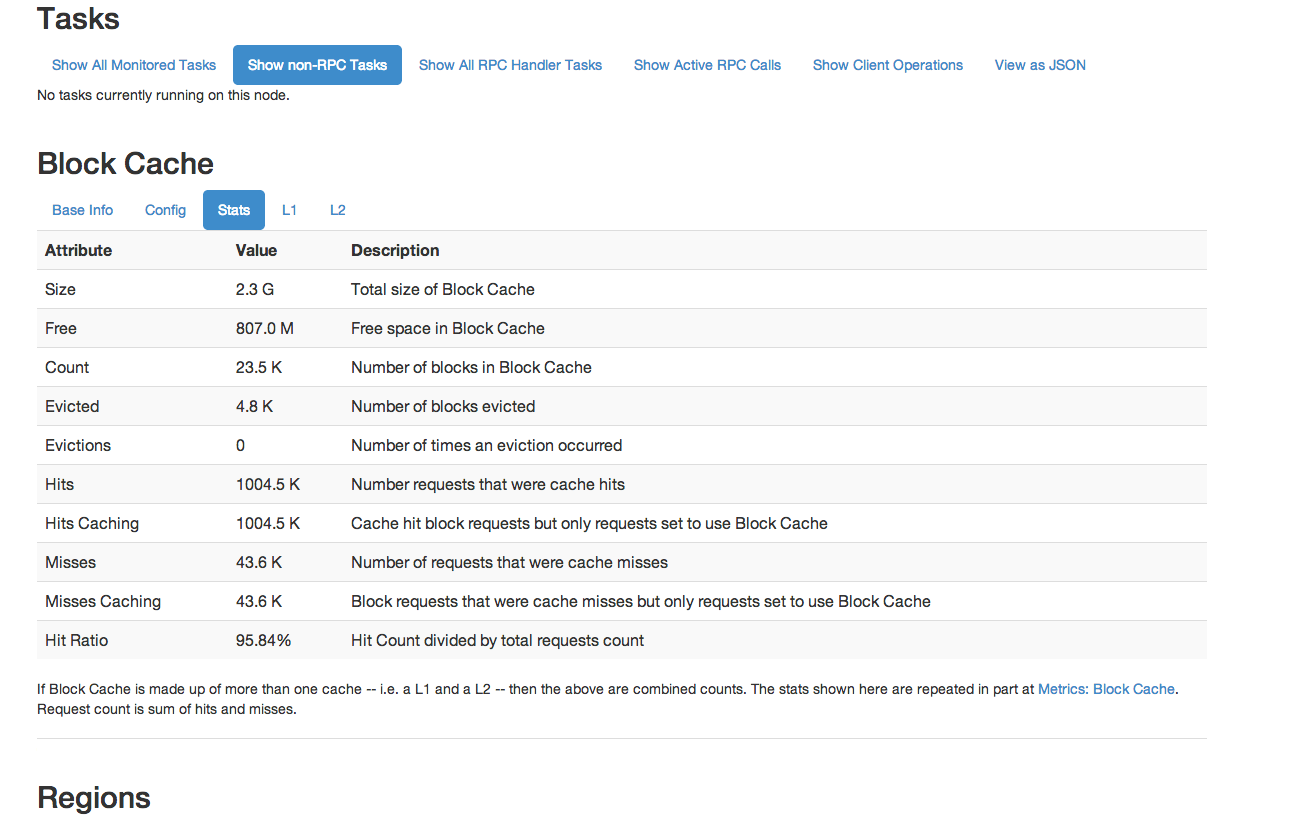 Tasks
Show All Monitored Tasks Show non-RPC Tasks Show All RPC Handler Tasks Show Active RPC Calls Show Client Operations View as JSON
No tasks currently running on this node.
Block Cache
Base Info Config Stats L1 L2
Attribute Value Description
Size 2.3 G Total size of Block Cache
Free 807.0 M Free space in Block Cache
Count 23.5 K Number of blocks in Block Cache
Evicted 4.8 K Number of blocks evicted
Evictions 0 Number of times an eviction occurred
Hits 1004.5 K Number requests that were cache hits
Hits Caching 1004.5 K Cache hit block requests but only requests set to use Block Cache
Misses 43.6 K Number of requests that were cache misses
Misses Caching 43.6 K Block requests that were cache misses but only requests set to use Block Cache
Hit Ratio 95.84% Hit Count divided by total requests count
If Block Cache is made up of more than one cache -- i.e. a L1 and a L2 -- then the above are combined counts. The stats shown here are repeated in part at Metrics: Block Cache.
Request count is sum of hits and misses.
Regions